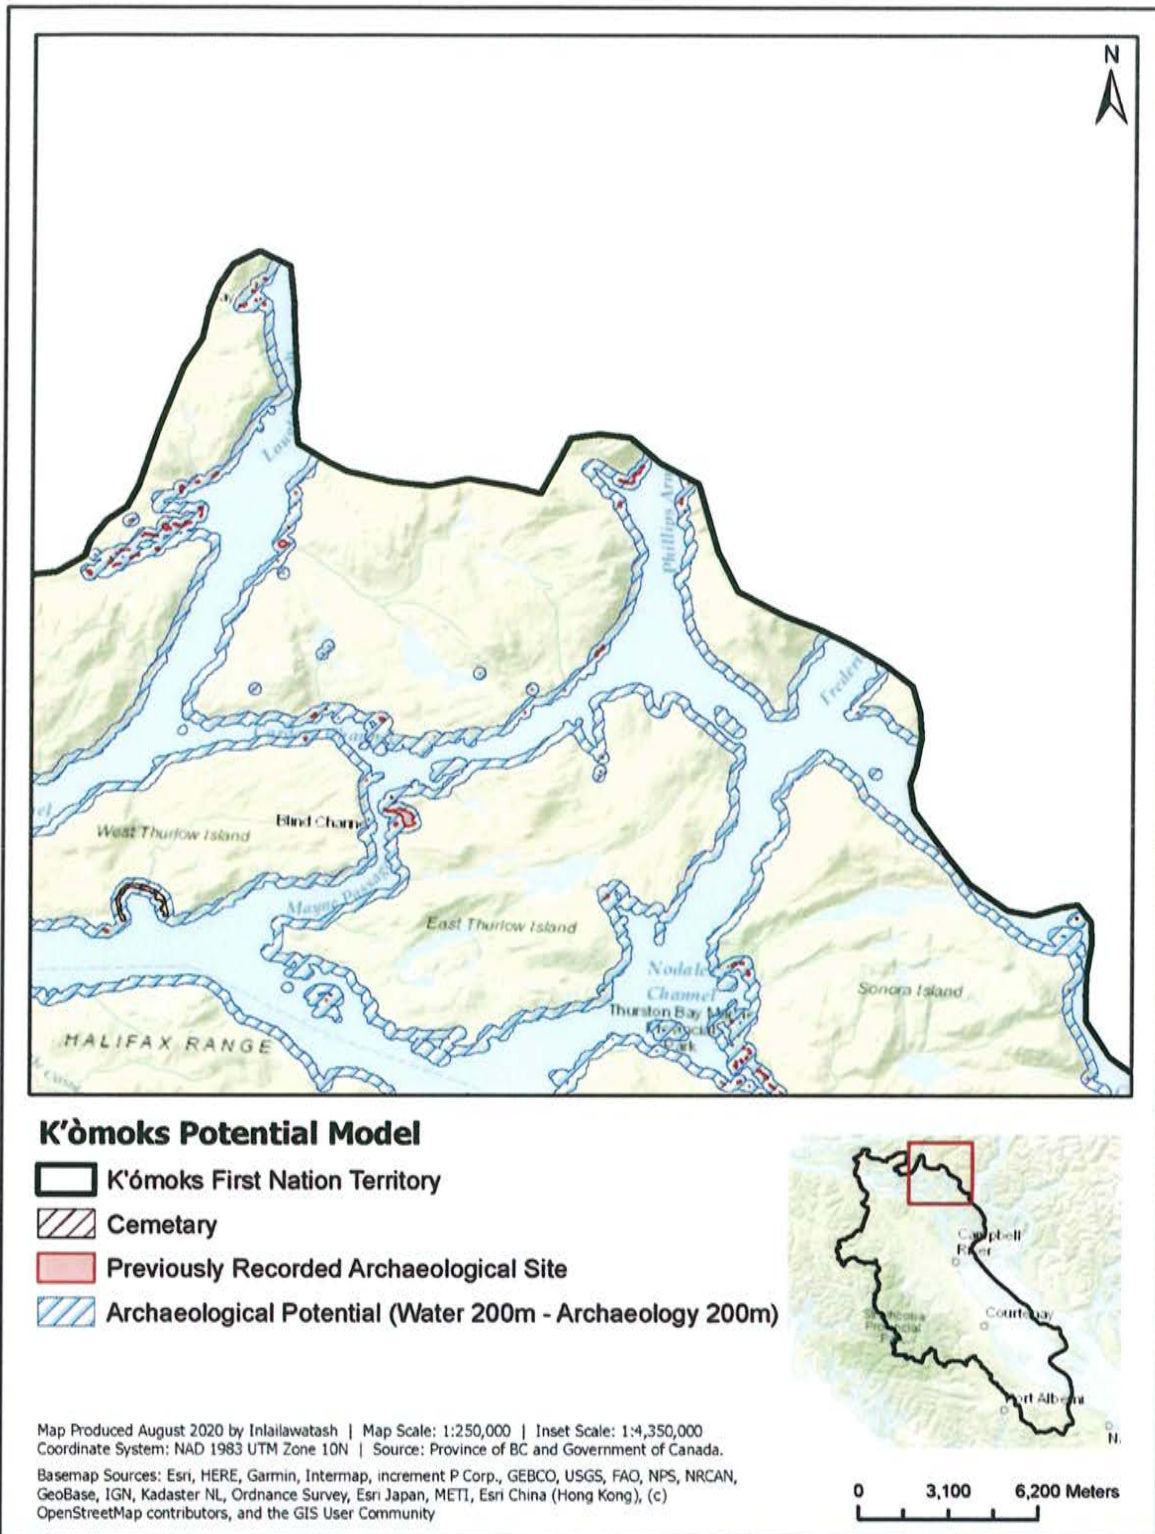 N
Phillips Arm
Blind Channel
West Thurlow Island
Mayne Passage
East Thurlow Island
Nodales
Channel
Thurston Bay
Park
Sonora Island
HALIFAX RANGE
K'òmoks Potential Model
K'ómoks First Nation Territory
Cemetary
Previously Recorded Archaeological Site
Archaeological Potential (Water 200m - Archaeology 200m)
Campbell
River
Courtenay
Port Alberni
N.
Map Produced August 2020 by Inlailawatash | Map Scale: 1:250,000 | Inset Scale: 1:4,350,000
Coordinate System: NAD 1983 UTM Zone 10N | Source: Province of BC and Government of Canada.
Basemap Sources: Esri, HERE, Garmin, Intermap, increment P Corp., GEBCO, USGS, FAO, NPS, NRCAN,
GeoBase, IGN, Kadaster NL, Ordnance Survey, Esri Japan, METI, Esri China (Hong Kong), (c)
OpenStreetMap contributors, and the GIS User Community
0 3,100 6,200 Meters